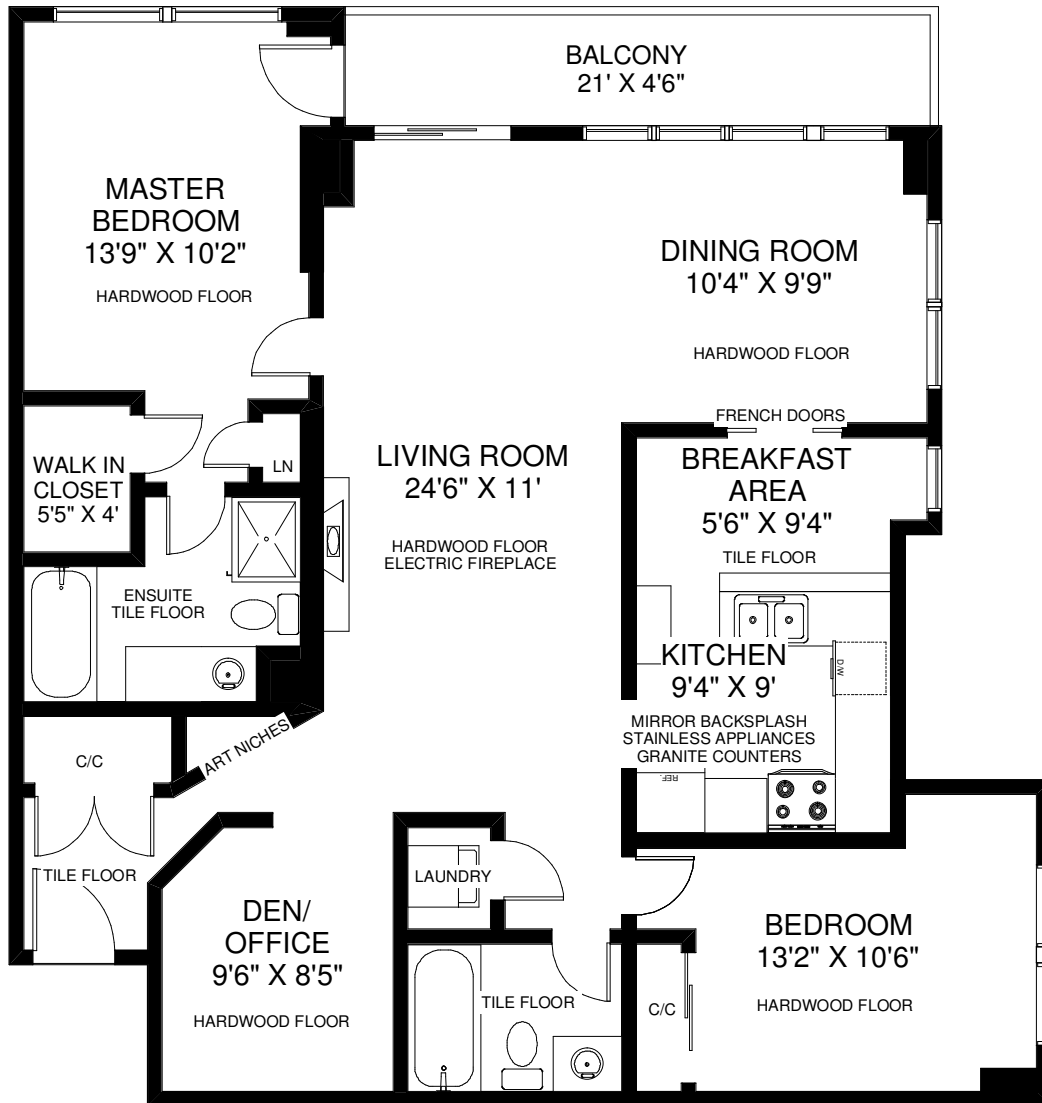 BALCONY
21' X 4'6"
MASTER
BEDROOM
13'9" X 10'2"
HARDWOOD FLOOR
DINING ROOM
10'4" X 9'9"
HARDWOOD FLOOR
FRENCH DOORS
WALK IN
CLOSET
5'5" X 4'
LN
LIVING ROOM
24'6" X 11'
HARDWOOD FLOOR
ELECTRIC FIREPLACE
BREAKFAST
AREA
5'6" X 9'4"
TILE FLOOR
ENSUITE
TILE FLOOR
KITCHEN
9'4" X 9'
MIRROR BACKSPLASH
STAINLESS APPLIANCES
GRANITE COUNTERS
D/W
REF.
C/C
ART NICHES
TILE FLOOR
LAUNDRY
DEN/
OFFICE
9'6" X 8'5"
HARDWOOD FLOOR
TILE FLOOR
C/C
BEDROOM
13'2" X 10'6"
HARDWOOD FLOOR